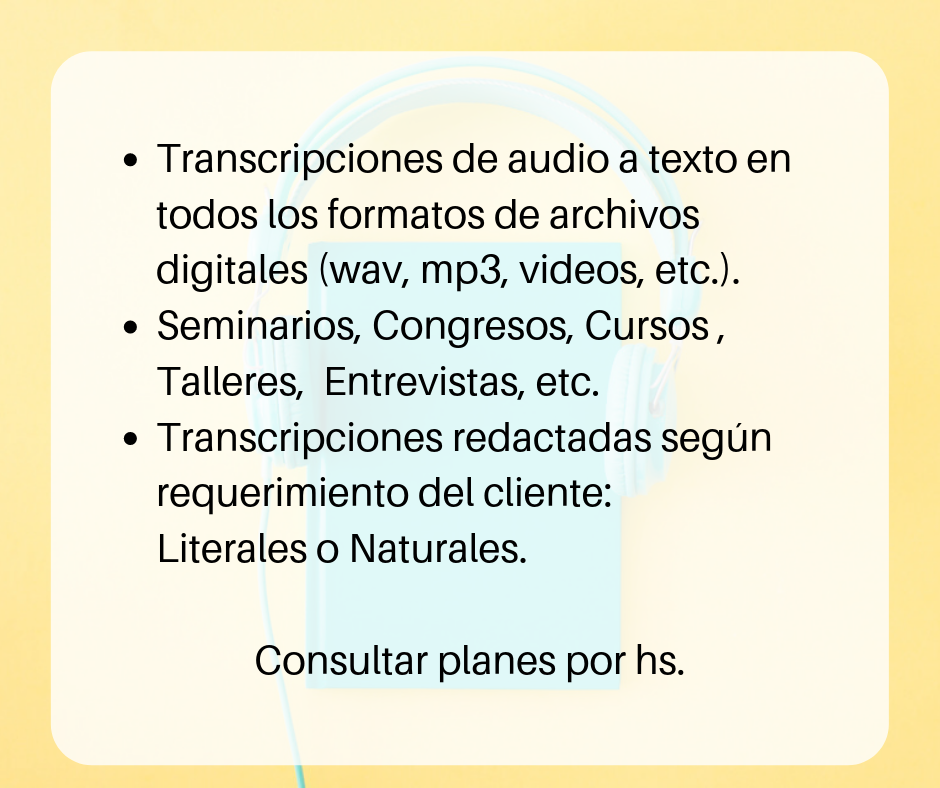 • Transcripciones de audio a texto en
todos los formatos de archivos
digitales (wav, mp3, videos, etc.).
• Seminarios, Congresos, Cursos ,
Talleres,  Entrevistas, etc.
• Transcripciones redactadas según
requerimiento del cliente:
Literales o Naturales.
Consultar planes por hs.